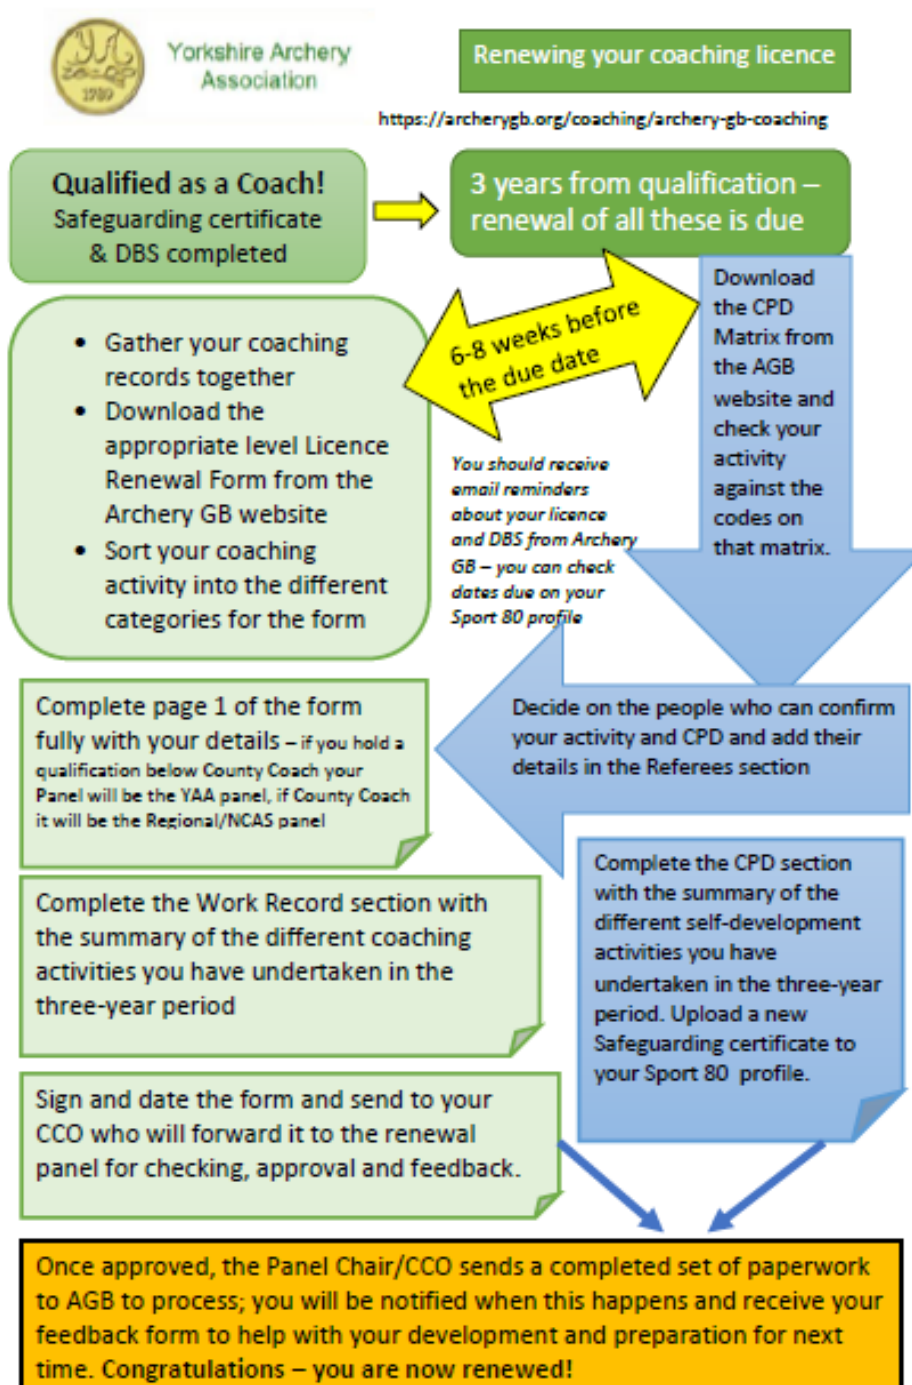 Yorkshire Archery
Association
1789
Renewing your coaching licence
https://archerygb.org/coaching/archery-gb-coaching
Qualified as a Coach!
Safeguarding certificate
& DBS completed
3 years from qualification –
renewal of all these is due
6-8 weeks before
the due date
Download
the CPD
Matrix from
the AGB
website and
check your
activity
against the
codes on
that matrix.
• Gather your coaching
records together
• Download the
appropriate level Licence
Renewal Form from the
Archery GB website
• Sort your coaching
activity into the different
categories for the form
You should receive
email reminders
about your licence
and DBS from Archery
GB – you can check
dates due on your
Sport 80 profile
Decide on the people who can confirm
your activity and CPD and add their
details in the Referees section
Complete page 1 of the form
fully with your details – if you hold a
qualification below County Coach your
Panel will be the YAA panel, if County Coach
it will be the Regional/NCAS panel
Complete the CPD section
with the summary of the
different self-development
activities you have
undertaken in the three-year
period. Upload a new
Safeguarding certificate to
your Sport 80 profile.
Complete the Work Record section with
the summary of the different coaching
activities you have undertaken in the
three-year period
Sign and date the form and send to your
CCO who will forward it to the renewal
panel for checking, approval and feedback.
Once approved, the Panel Chair/CCO sends a completed set of paperwork
to AGB to process; you will be notified when this happens and receive your
feedback form to help with your development and preparation for next
time. Congratulations – you are now renewed!